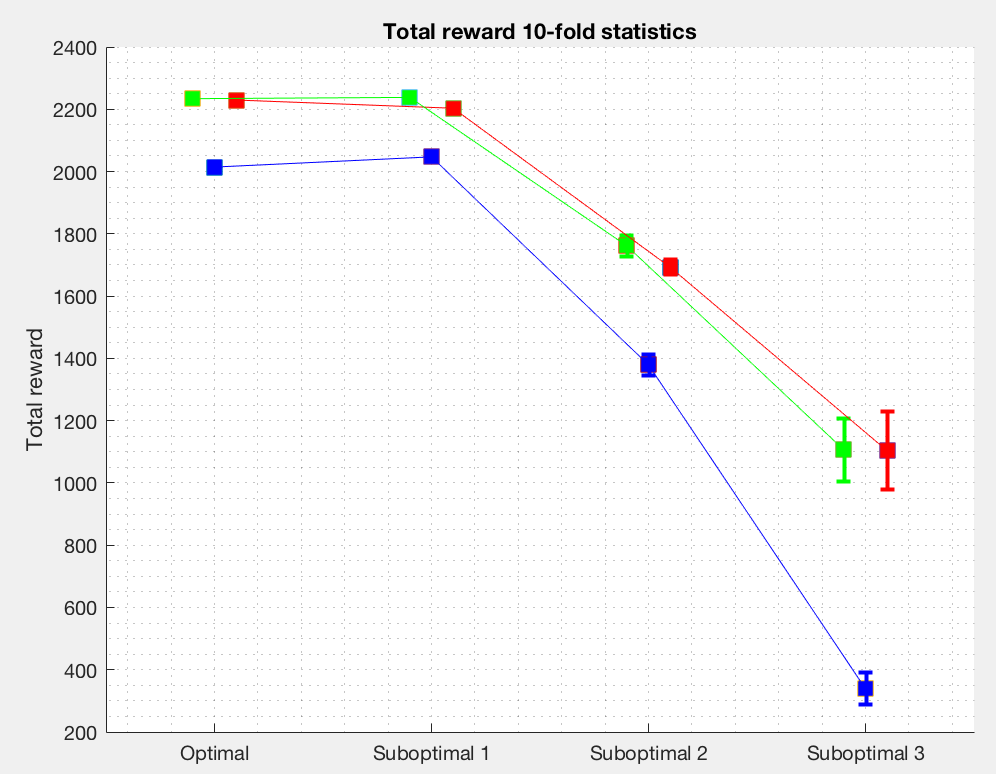 Total reward 10-fold statistics
2400
2200
2000
1800
1600
1400
1200
1000
800
600
400
200
Total reward
Optimal
Suboptimal 1
Suboptimal 2
Suboptimal 3